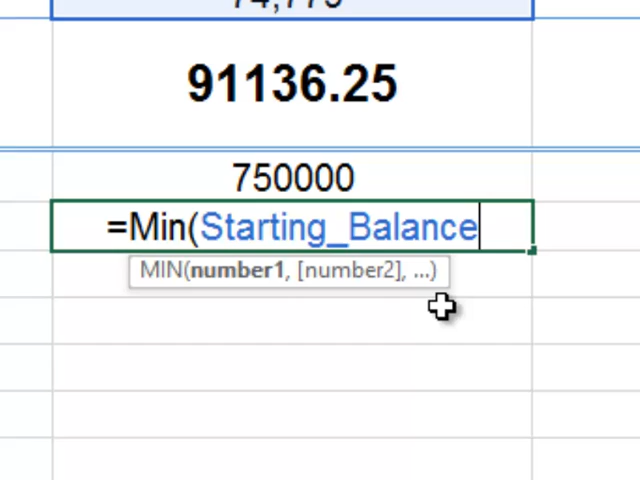 91136.25
750000
=Min(Starting_Balance
MIN(number1, [number2], ...)